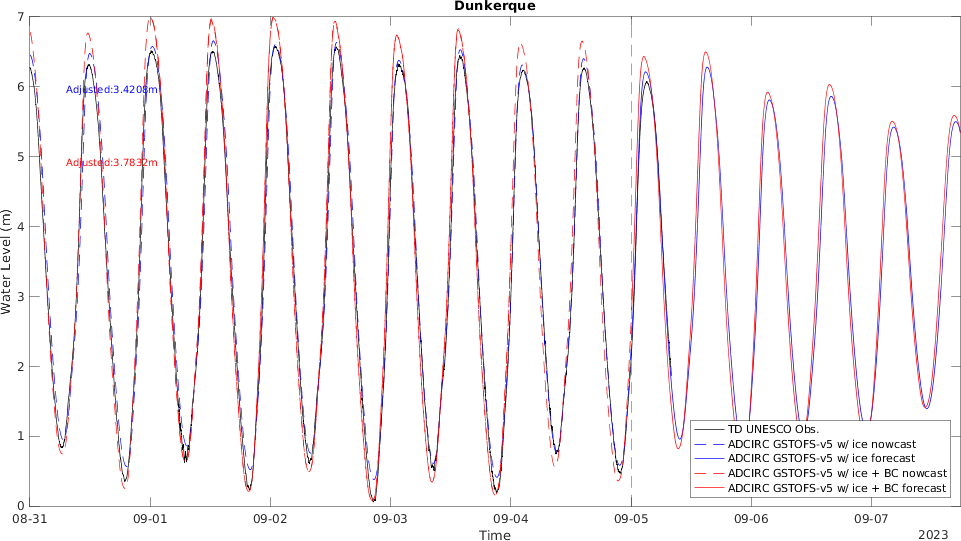 Dunkerque
7
6
5
4
3
2
1
0
Water Level (m)
Adjusted:3.4208m
Adjusted:3.7832m
TD UNESCO Obs.
ADCIRC GSTOFS-v5 w/ ice nowcast
ADCIRC GSTOFS-v5 w/ ice forecast
ADCIRC GSTOFS-v5 w/ ice + BC nowcast
ADCIRC GSTOFS-v5 w/ ice + BC forecast
08-31 09-01 09-02 09-03 09-04 09-05 09-06 09-07
Time
2023